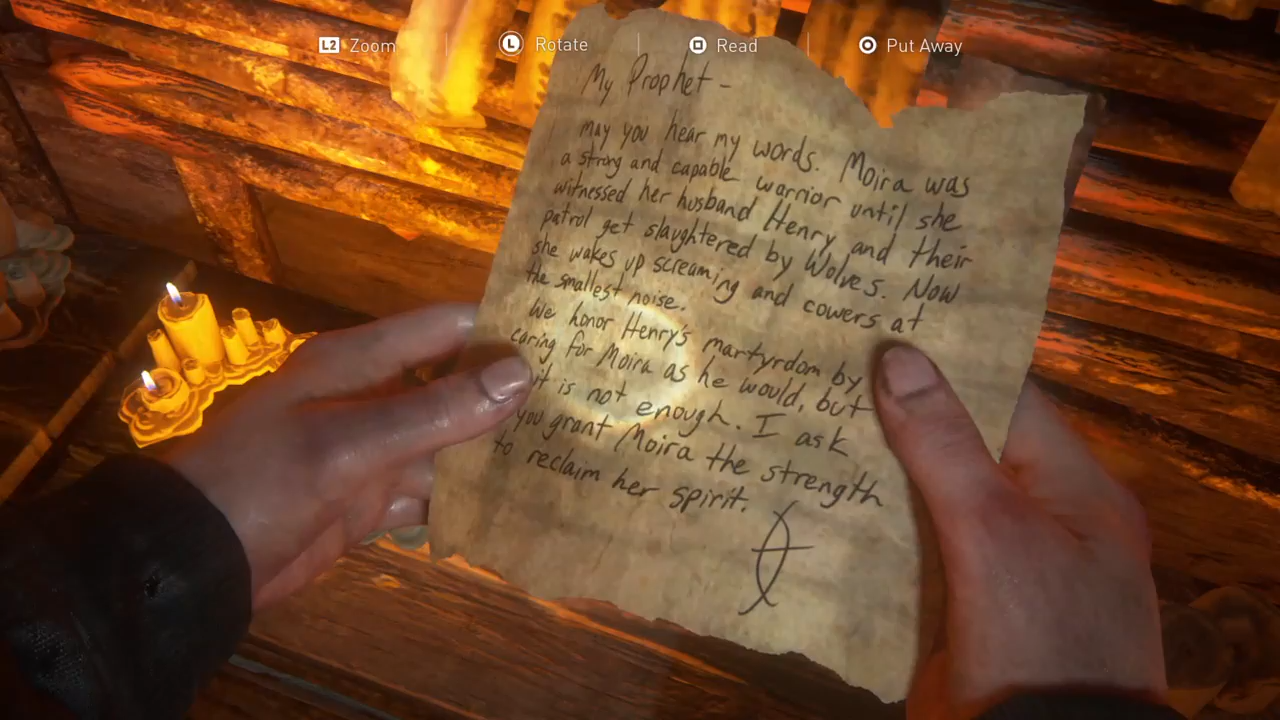 L2 Zoom L Rotate Read Put Away
My Prophet -
may you hear my words. Moira was
a strong and capable warrior until she
witnessed her husband Henry and their
patrol get slaughtered by Wolves. Now
she wakes up screaming and cowers at
the smallest noise.
We honor Henry's martyrdom by
caring for Moira as he would, but
it is not enough. I ask
you grant Moira the strength
to reclaim her spirit.